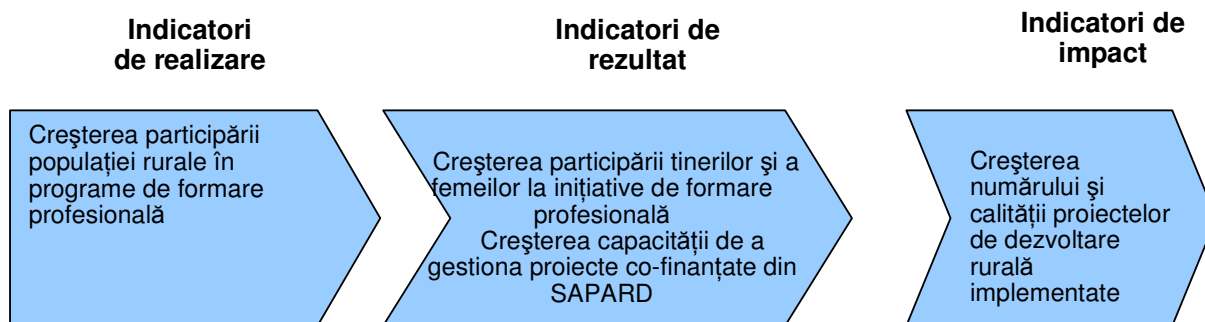 Indicatori
de realizare
Indicatori de
rezultat
Indicatori de
impact
Creşterea participării
populaţiei rurale în
programe de formare
profesională
Creşterea participării tinerilor şi a
femeilor la iniţiative de formare
profesională
Creşterea capacităţii de a
gestiona proiecte co-finanţate din
SAPARD
Creşterea
numărului şi
calităţii proiectelor
de dezvoltare
rurală
implementate